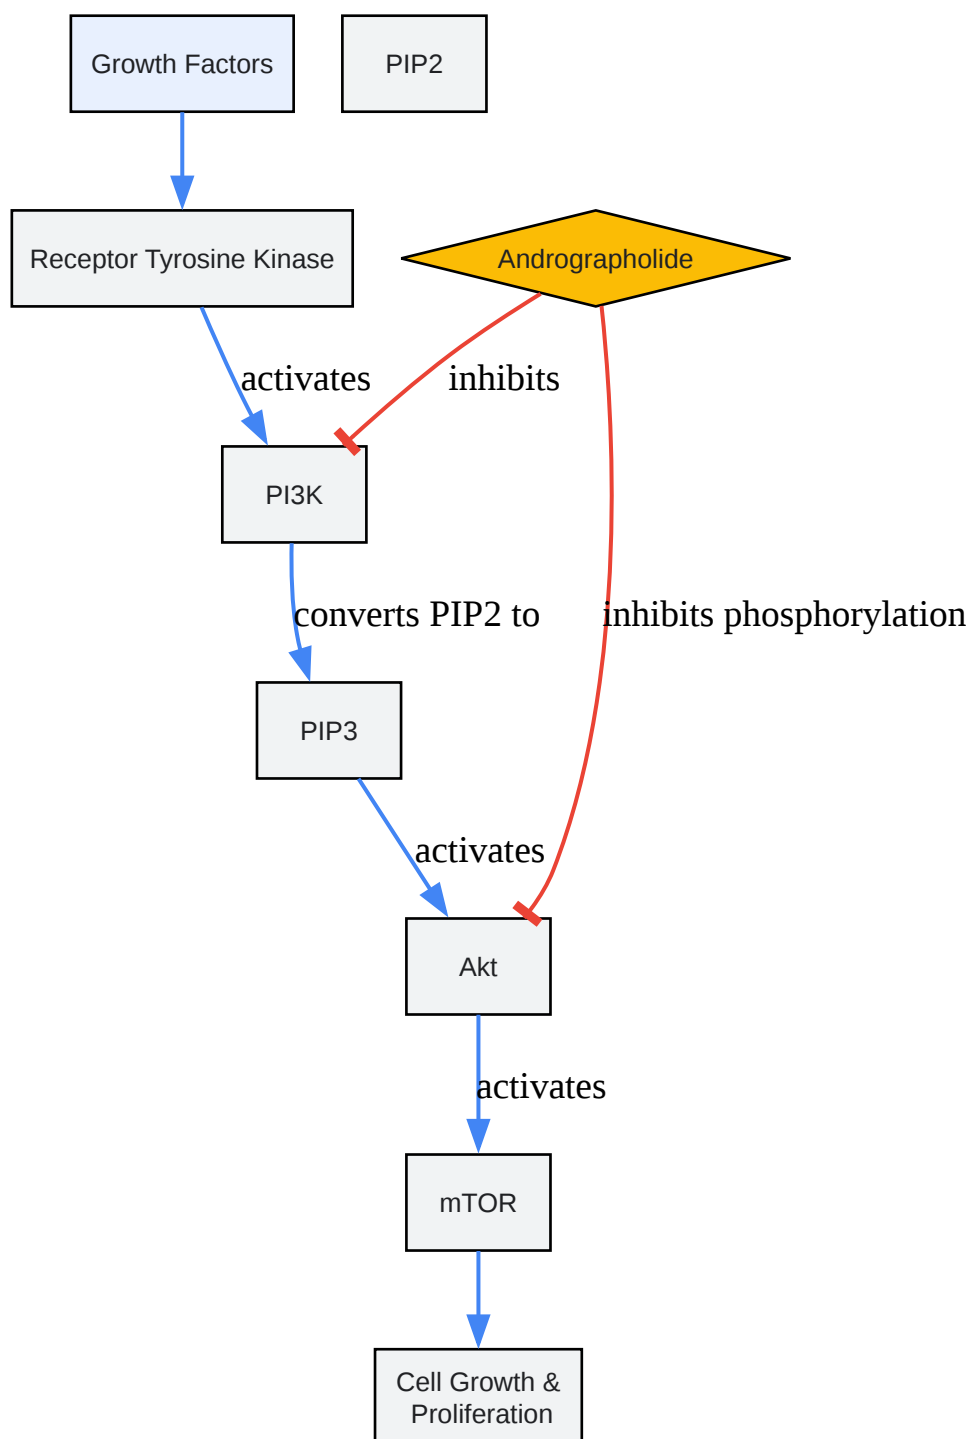 Growth Factors
PIP2
Receptor Tyrosine Kinase
Andrographolide
activates
inhibits
PI3K
converts PIP2 to
inhibits phosphorylation
PIP3
activates
Akt
activates
mTOR
Cell Growth &
Proliferation